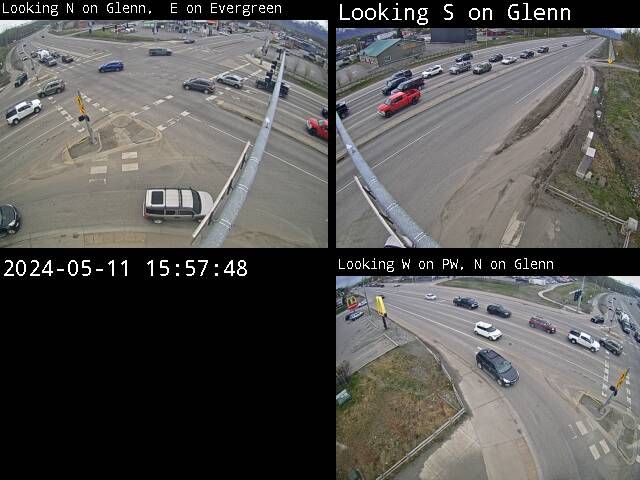 Looking N on Glenn,  E on Evergreen
Looking S on Glenn
2024-05-11 15:57:48
Looking W on PW, N on Glenn